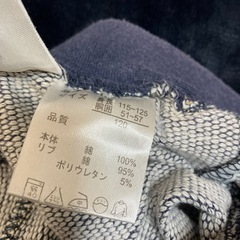 サイズ 身長 115~125
胴囲 51~57
120
品質
本体 綿 100%
リブ 綿 95%
ポリウレタン 5%